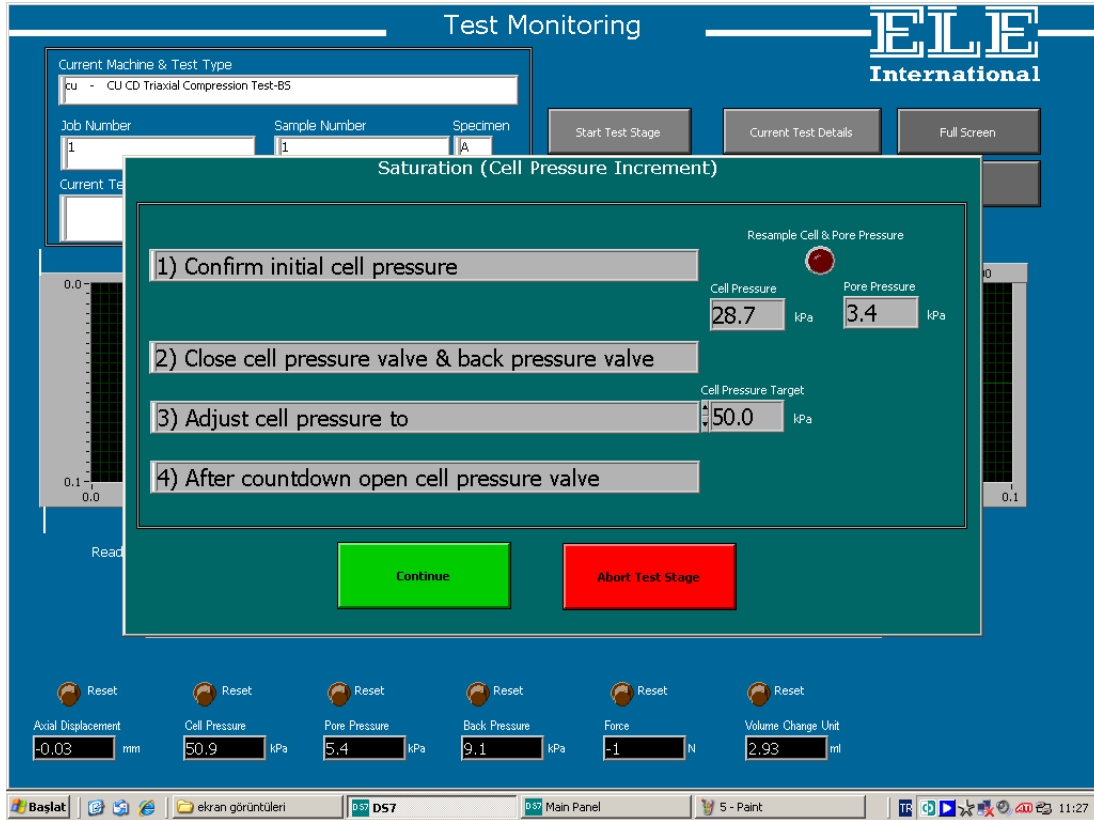 Test Monitoring
ELE
International
Current Machine & Test Type
cu - CU CD Triaxial Compression Test-BS
Job Number
Sample Number
Specimen
1
1
A
Start Test Stage
Current Test Details
Full Screen
Current Te
Saturation (Cell Pressure Increment)
Resample Cell & Pore Pressure
1) Confirm initial cell pressure
Cell Pressure
Pore Pressure
28.7 kPa
3.4 kPa
2) Close cell pressure valve & back pressure valve
Cell Pressure Target
3) Adjust cell pressure to
50.0 kPa
4) After countdown open cell pressure valve
Continue
Abort Test Stage
0.0
0.1
0.0
0.1
00
Read
Reset
Reset
Reset
Reset
Reset
Reset
Axial Displacement
Cell Pressure
Pore Pressure
Back Pressure
Force
Volume Change Unit
-0.03 mm
50.9 kPa
5.4 kPa
9.1 kPa
-1 N
2.93 ml
Başlat
ekran görüntüleri
DS7 DS7
DS7 Main Panel
5 - Paint
TR
11:27